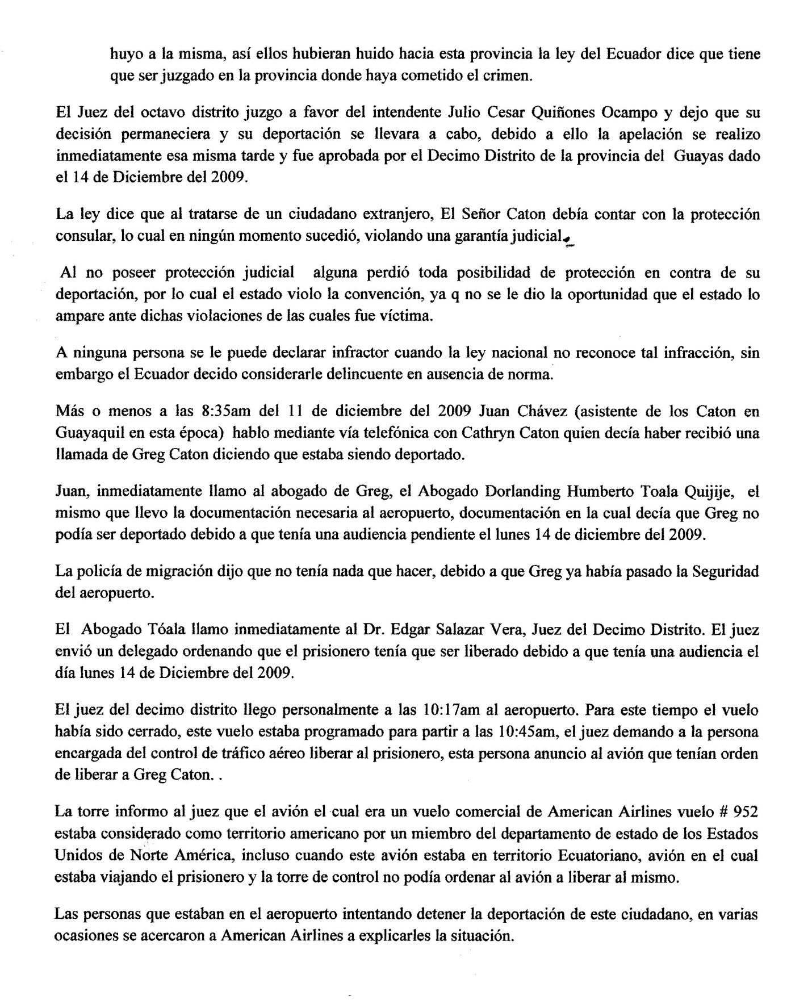 huyo a la misma, así ellos hubieran huido hacia esta provincia la ley del Ecuador dice que tiene
que ser juzgado en la provincia donde haya cometido el crimen.
El Juez del octavo distrito juzgo a favor del intendente Julio Cesar Quiñones Ocampo y dejo que su
decisión permaneciera y su deportación se llevara a cabo, debido a ello la apelación se realizo
inmediatamente esa misma tarde y fue aprobada por el Decimo Distrito de la provincia del Guayas dado
el 14 de Diciembre del 2009.
La ley dice que al tratarse de un ciudadano extranjero, El Señor Caton debía contar con la protección
consular, lo cual en ningún momento sucedió, violando una garantía judicial.
Al no poseer protección judicial alguna perdió toda posibilidad de protección en contra de su
deportación, por lo cual el estado violo la convención, ya q no se le dio la oportunidad que el estado lo
ampare ante dichas violaciones de las cuales fue víctima.
A ninguna persona se le puede declarar infractor cuando la ley nacional no reconoce tal infracción, sin
embargo el Ecuador decido considerarle delincuente en ausencia de norma.
Más o menos a las 8:35am del 11 de diciembre del 2009 Juan Chávez (asistente de los Caton en
Guayaquil en esta época) hablo mediante vía telefónica con Cathryn Caton quien decía haber recibió una
llamada de Greg Caton diciendo que estaba siendo deportado.
Juan, inmediatamente llamo al abogado de Greg, el Abogado Dorlanding Humberto Toala Quijije, el
mismo que llevo la documentación necesaria al aeropuerto, documentación en la cual decía que Greg no
podía ser deportado debido a que tenía una audiencia pendiente el lunes 14 de diciembre del 2009.
La policía de migración dijo que no tenía nada que hacer, debido a que Greg ya había pasado la Seguridad
del aeropuerto.
El Abogado Tóala llamo inmediatamente al Dr. Edgar Salazar Vera, Juez del Decimo Distrito. El juez
envió un delegado ordenando que el prisionero tenía que ser liberado debido a que tenía una audiencia el
día lunes 14 de Diciembre del 2009.
El juez del decimo distrito llego personalmente a las 10:17am al aeropuerto. Para este tiempo el vuelo
había sido cerrado, este vuelo estaba programado para partir a las 10:45am, el juez demando a la persona
encargada del control de tráfico aéreo liberar al prisionero, esta persona anuncio al avión que tenían orden
de liberar a Greg Caton. .
La torre informo al juez que el avión el cual era un vuelo comercial de American Airlines vuelo # 952
estaba considerado como territorio americano por un miembro del departamento de estado de los Estados
Unidos de Norte América, incluso cuando este avión estaba en territorio Ecuatoriano, avión en el cual
estaba viajando el prisionero y la torre de control no podía ordenar al avión a liberar al mismo.
Las personas que estaban en el aeropuerto intentando detener la deportación de este ciudadano, en varias
ocasiones se acercaron a American Airlines a explicarles la situación.